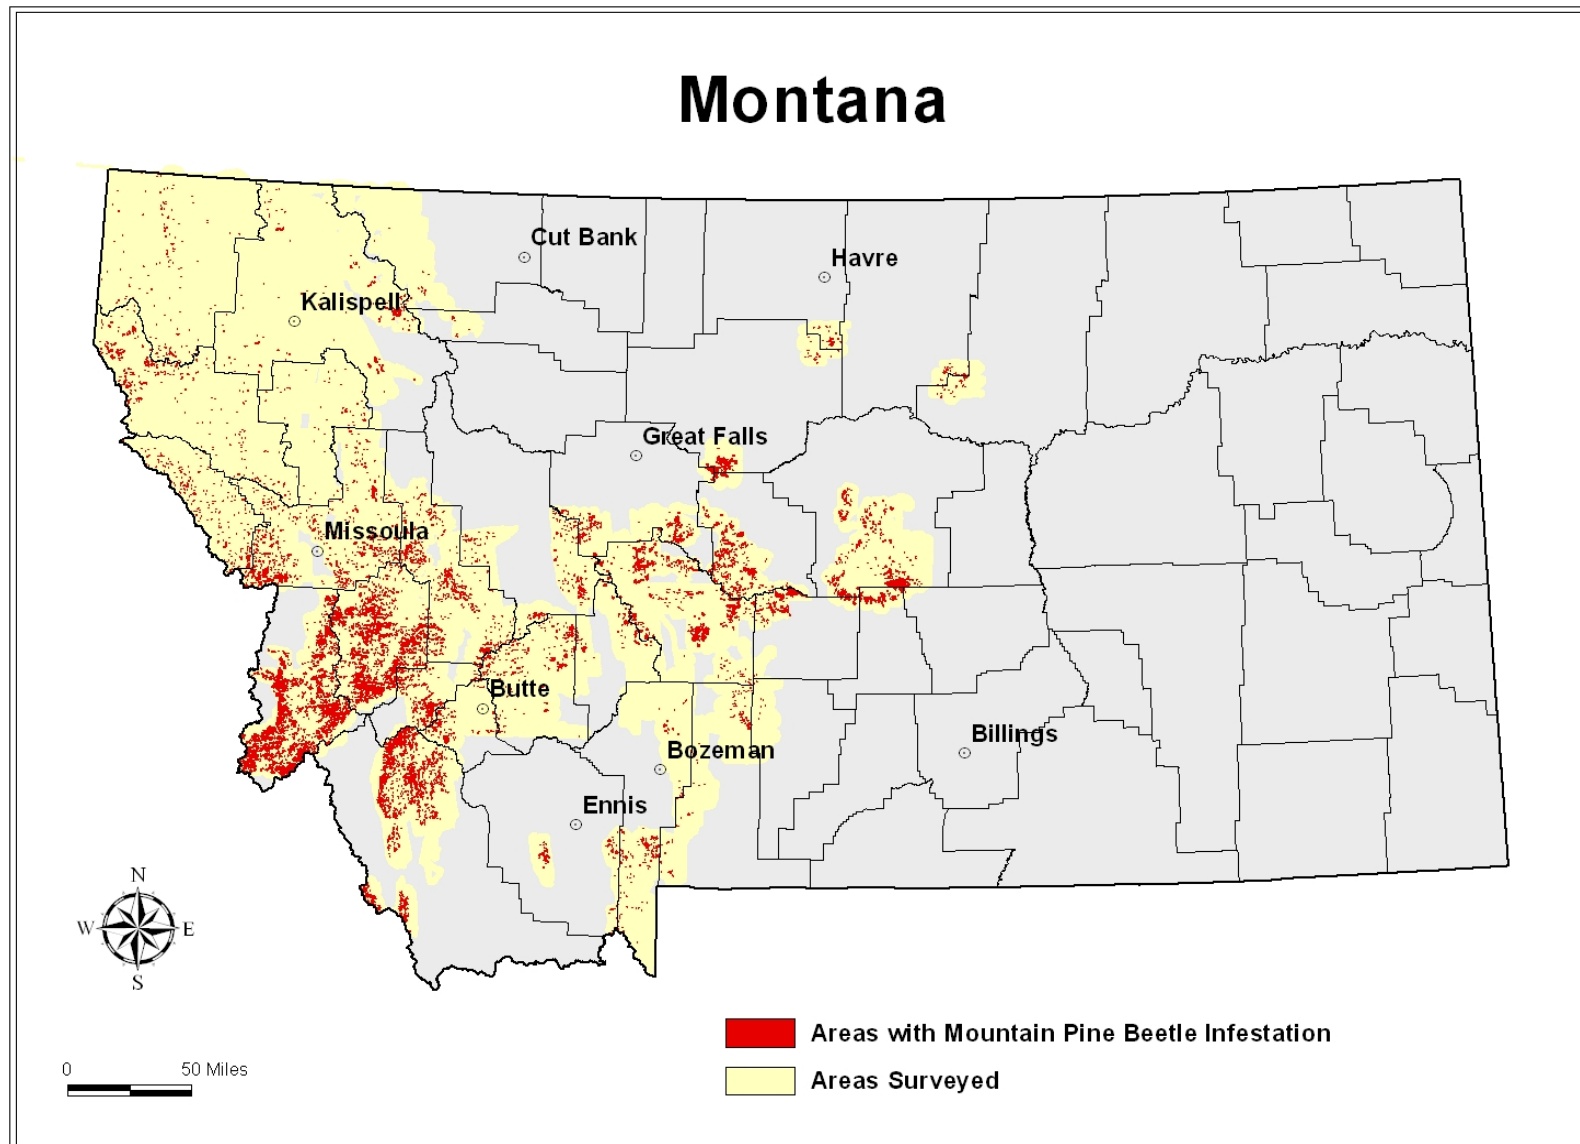 Montana
Cut Bank
Havre
Kalispell
Great Falls
Missoula
Butte
Billings
Bozeman
Ennis
N
W E
S
Areas with Mountain Pine Beetle Infestation
0 50 Miles
Areas Surveyed